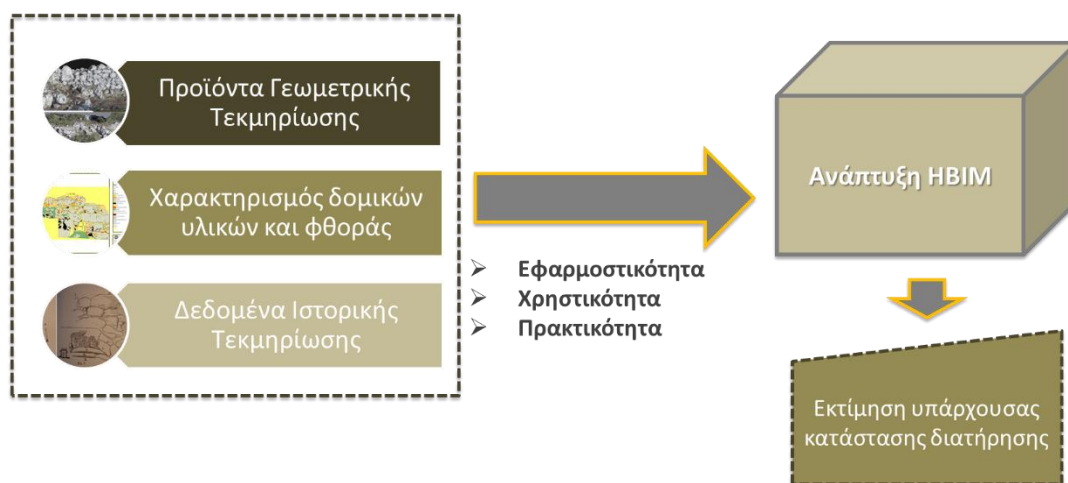 Προϊόντα Γεωμετρικής
Τεκμηρίωσης
Χαρακτηρισμός δομικών
υλικών και φθοράς
Δεδομένα Ιστορικής
Τεκμηρίωσης
➢ Εφαρμοστικότητα
➢ Χρηστικότητα
➢ Πρακτικότητα
Ανάπτυξη HBIM
Εκτίμηση υπάρχουσας
κατάστασης διατήρησης